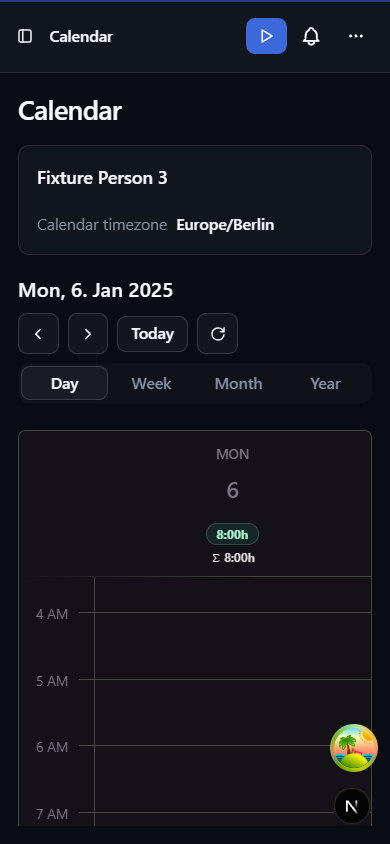 Calendar
Calendar
Fixture Person 3
Calendar timezone Europe/Berlin
Mon, 6. Jan 2025
Today
Day Week Month Year
MON
6
8:00h
Σ 8:00h
4 AM
5 AM
6 AM
N
7 AM